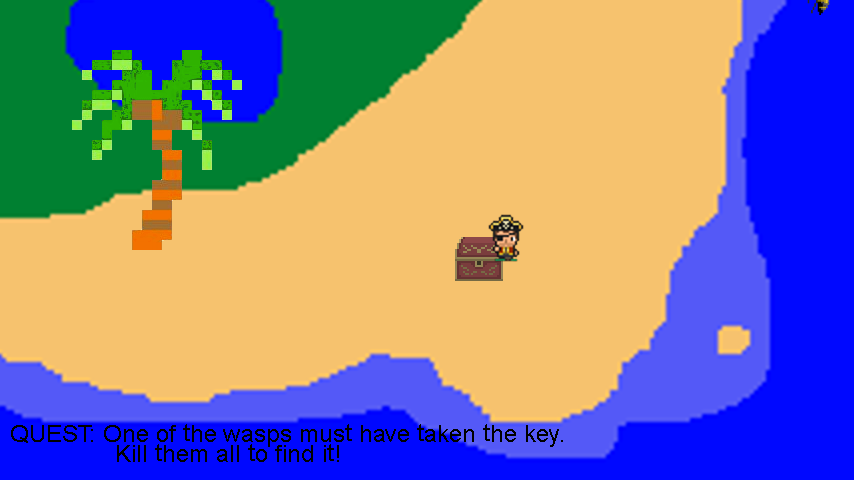 QUEST: One of the wasps must have taken the key.
Kill them all to find it!